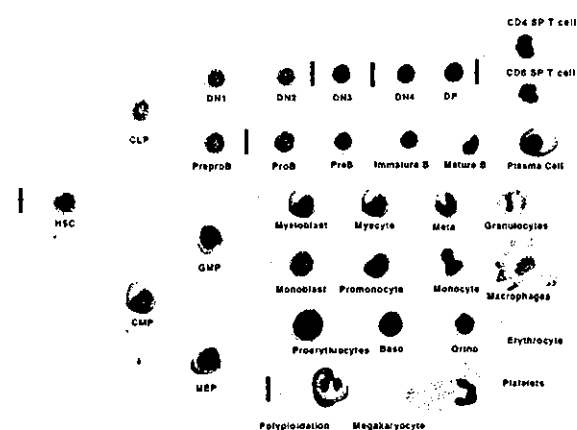 CD4 SP T cell
CD8 SP T cell
DN1 DN2 DN3 DN4 DP
CLP
PreproB ProB PreB Immature B Mature B Plasma Cell
HSC
Myeloblast Myecyte Meta Granulocytes
GMP
Monoblast Promonocyte Monocyte Macrophages
CMP
Proerythrocytes Baso Ortho Erythrocyte
MEP
Platelets
Polyploidation Megakaryocyte